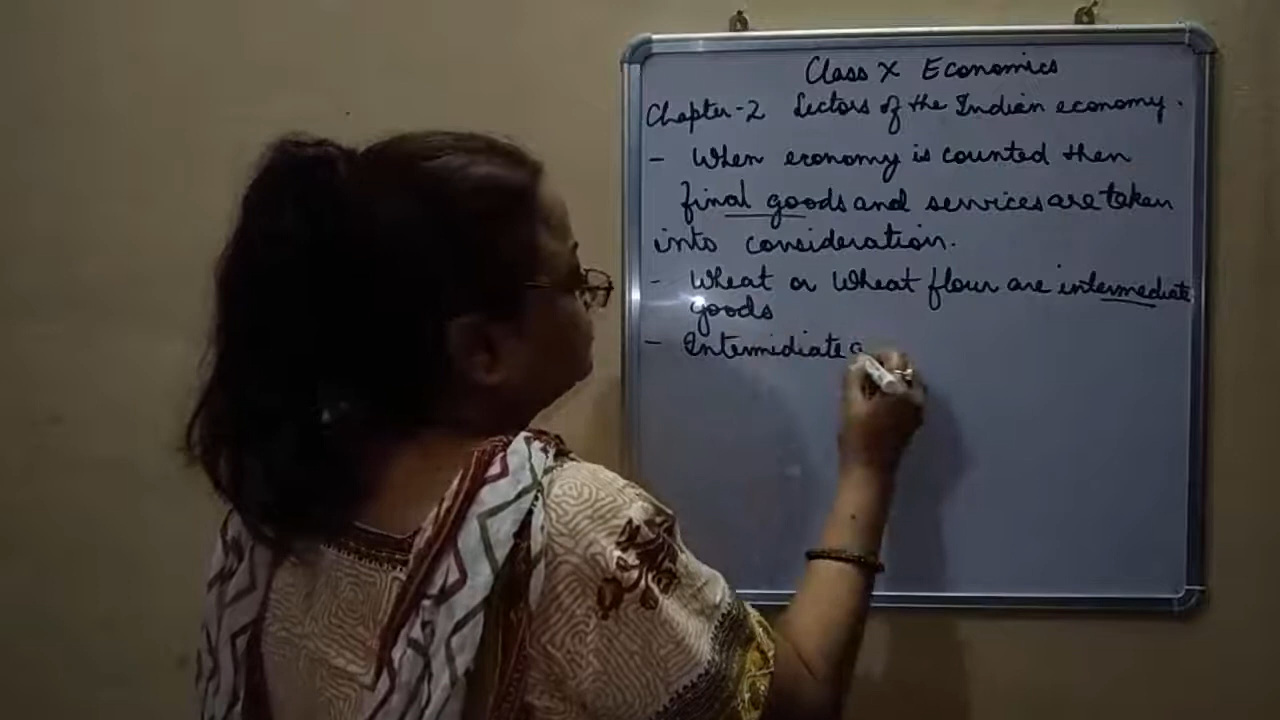 Class X Economics
Chapter-2 Sectors of the Indian economy.
- When economy is counted then
final goods and services are taken
into consideration.
- Wheat or Wheat flour are intermediate
goods
- Intermidiate